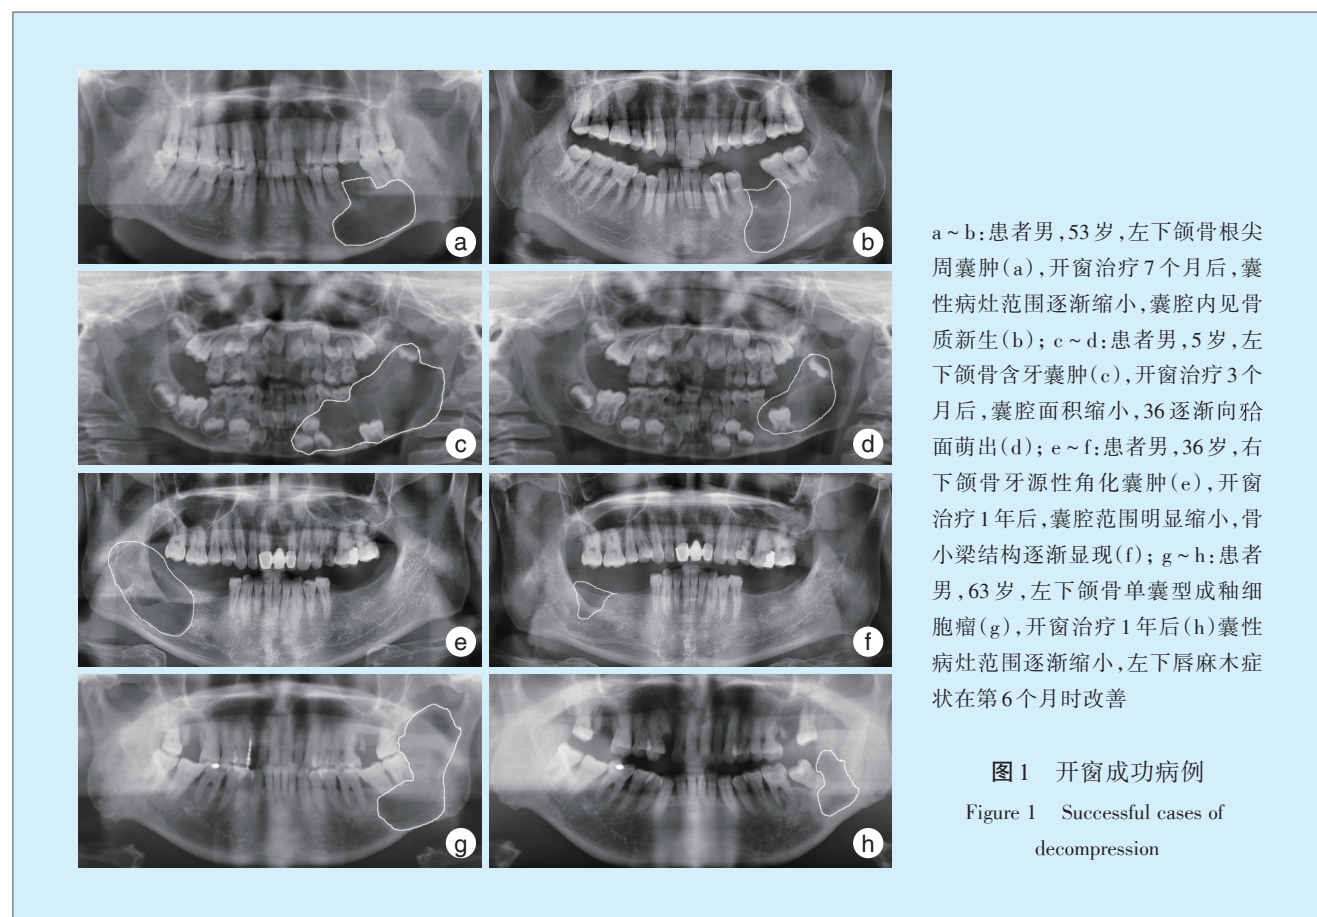 a
b
c
d
e
f
g
h
a～b:患者男,53岁,左下颌骨根尖
周囊肿(a),开窗治疗7个月后,囊
性病灶范围逐渐缩小,囊腔内见骨
质新生(b); c～d:患者男,5岁,左
下颌骨含牙囊肿(c),开窗治疗3个
月后,囊腔面积缩小,36逐渐向𬌗
面萌出(d); e～f:患者男,36岁,右
下颌骨牙源性角化囊肿(e),开窗
治疗1年后,囊腔范围明显缩小,骨
小梁结构逐渐显现(f); g～h:患者
男,63岁,左下颌骨单囊型成釉细
胞瘤(g),开窗治疗1年后(h)囊性
病灶范围逐渐缩小,左下唇麻木症
状在第6个月时改善
图1 开窗成功病例
Figure 1 Successful cases of
decompression